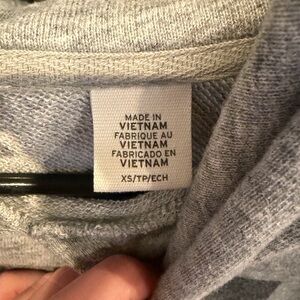 MADE IN
VIETNAM
FABRIQUE AU
VIETNAM
FABRICADO EN
VIETNAM
XS/TP/ECH